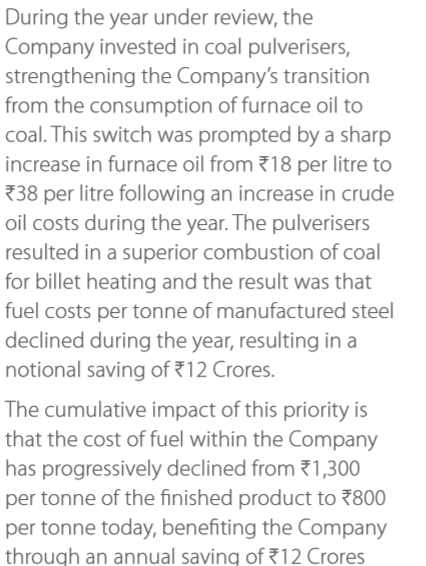 During the year under review, the
Company invested in coal pulverisers,
strengthening the Company’s transition
from the consumption of furnace oil to
coal. This switch was prompted by a sharp
increase in furnace oil from ₹18 per litre to
₹38 per litre following an increase in crude
oil costs during the year. The pulverisers
resulted in a superior combustion of coal
for billet heating and the result was that
fuel costs per tonne of manufactured steel
declined during the year, resulting in a
notional saving of ₹12 Crores.
The cumulative impact of this priority is
that the cost of fuel within the Company
has progressively declined from ₹1,300
per tonne of the finished product to ₹800
per tonne today, benefiting the Company
through an annual saving of ₹12 Crores